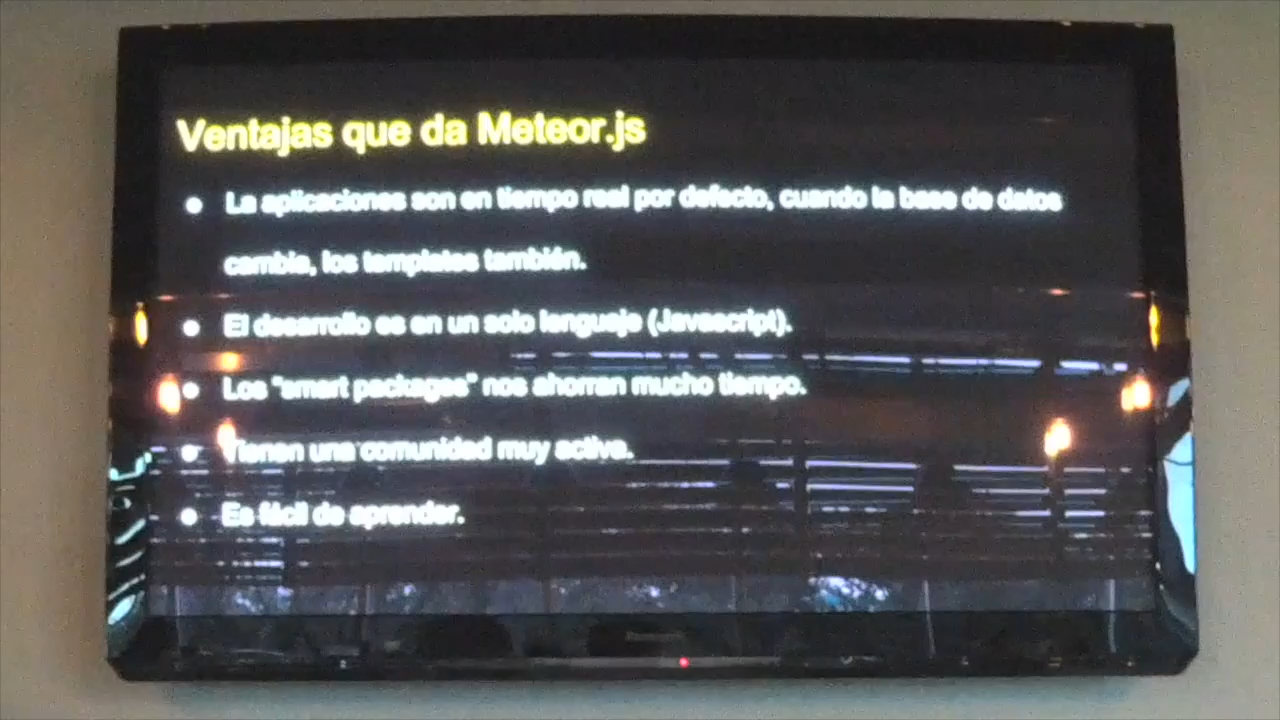 Ventajas que da Meteor.js
● La aplicaciones son en tiempo real por defecto, cuando la base de datos
cambia, los templates también.
● El desarrollo es en un solo lenguaje (Javascript).
● Los "smart packages" nos ahorran mucho tiempo.
● Tienen una comunidad muy activa.
● Es fácil de aprender.